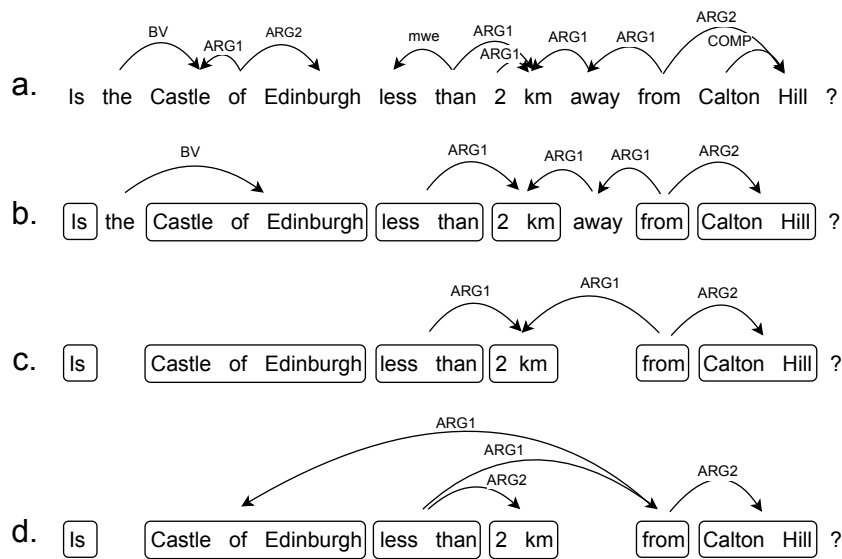 BV ARG1 ARG2 mwe ARG1 ARG1 ARG1 ARG1 ARG2 COMP
a. Is the Castle of Edinburgh less than 2 km away from Calton Hill ?
BV ARG1 ARG1 ARG1 ARG2
b. Is the Castle of Edinburgh less than 2 km away from Calton Hill ?
ARG1 ARG1 ARG2
c. Is Castle of Edinburgh less than 2 km from Calton Hill ?
ARG1
ARG1
ARG2 ARG2
d. Is Castle of Edinburgh less than 2 km from Calton Hill ?